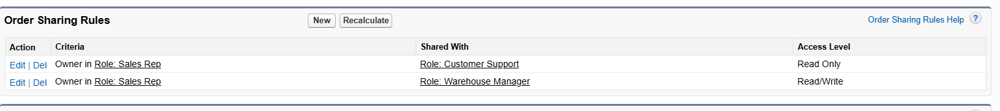 Order Sharing Rules New Recalculate Order Sharing Rules Help ?
Action Criteria Shared With Access Level
Edit | Del Owner in Role: Sales Rep Role: Customer Support Read Only
Edit | Del Owner in Role: Sales Rep Role: Warehouse Manager Read/Write